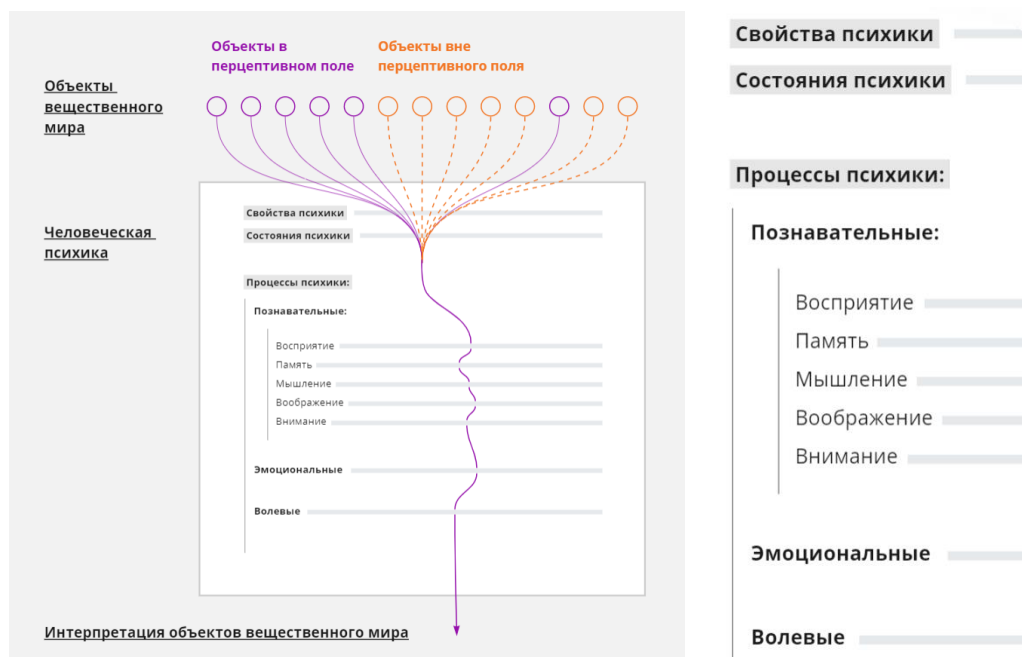 Объекты в
перцептивном поле
Объекты вне
перцептивного поля
Объекты
вещественного
мира
Человеческая
психика
Свойства психики
Состояния психики
Процессы психики:
Познавательные:
Восприятие
Память
Мышление
Воображение
Внимание
Эмоциональные
Волевые
Интерпретация объектов вещественного мира
Свойства психики
Состояния психики
Процессы психики:
Познавательные:
Восприятие
Память
Мышление
Воображение
Внимание
Эмоциональные
Волевые